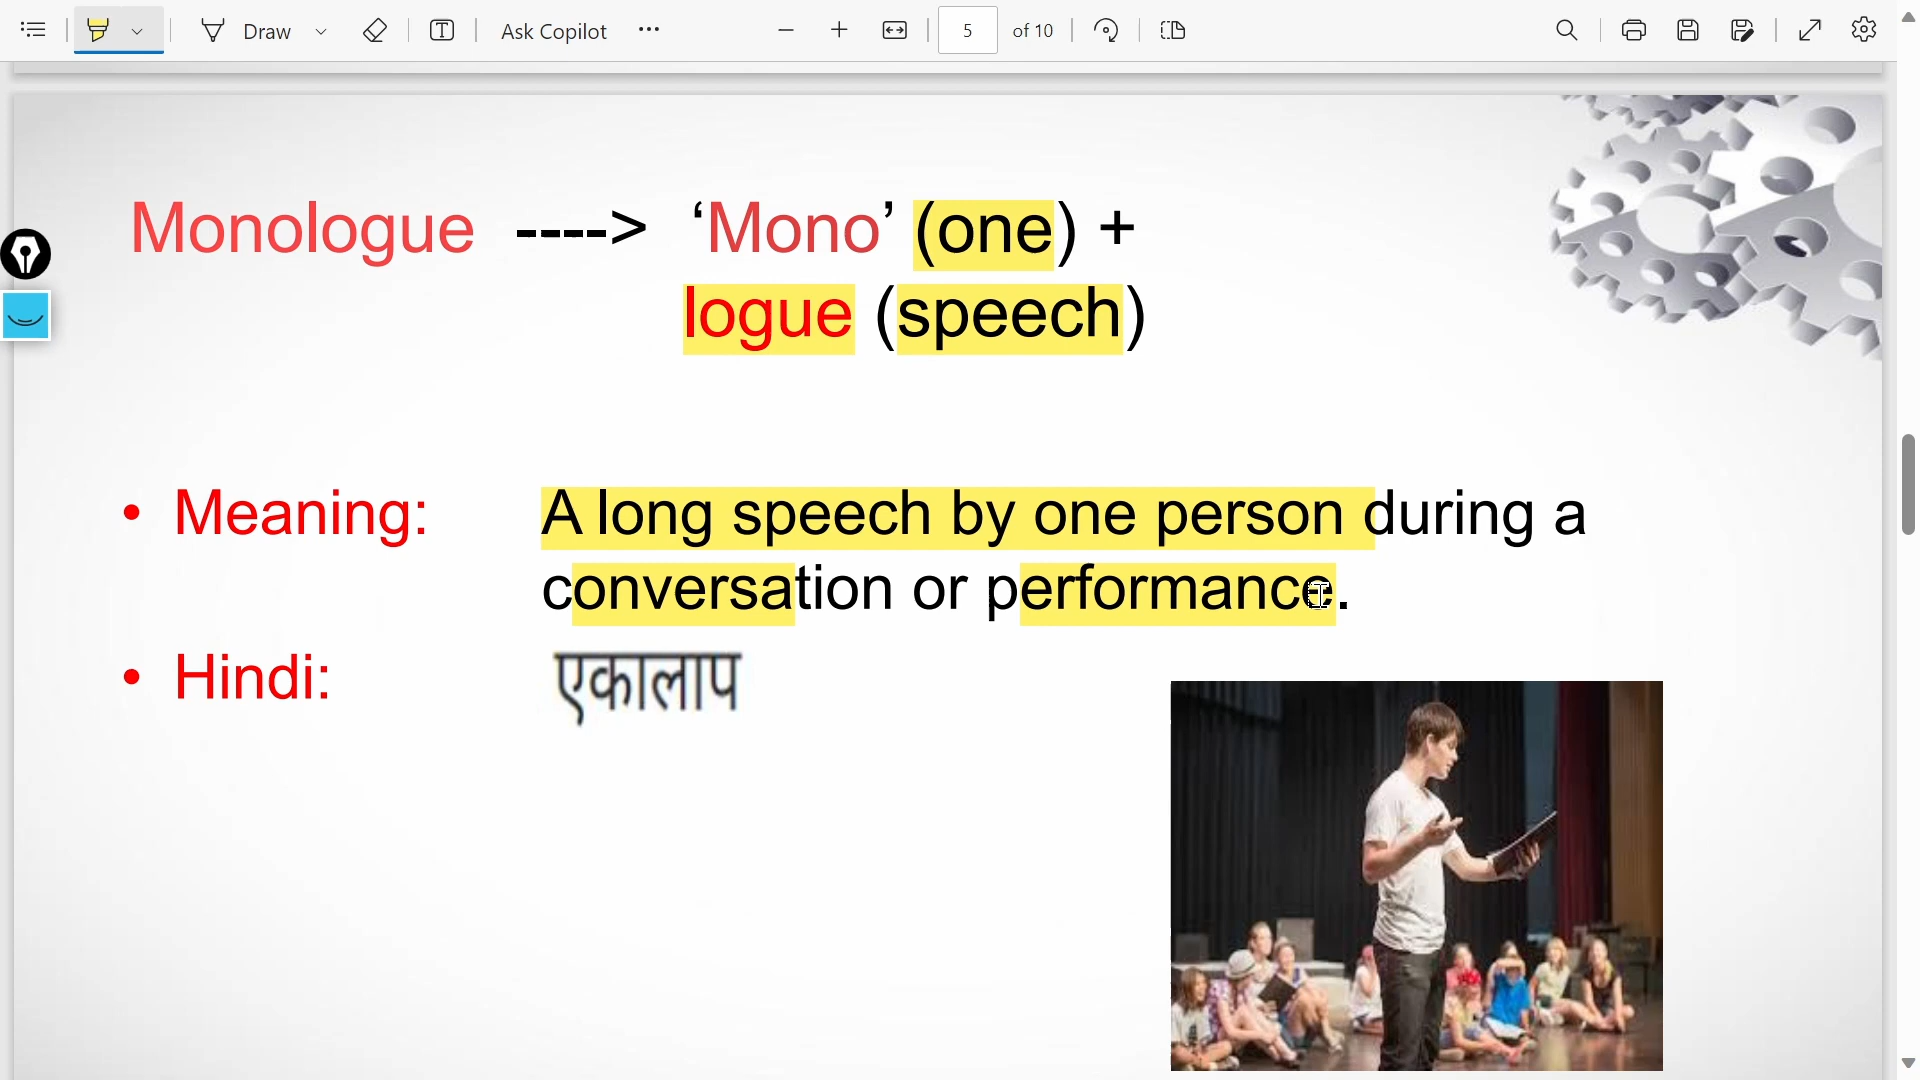 Draw
Ask Copilot
5 of 10
Monologue ----> ‘Mono’ (one) +
logue (speech)
• Meaning: A long speech by one person during a
conversation or performance.
• Hindi: एकालाप